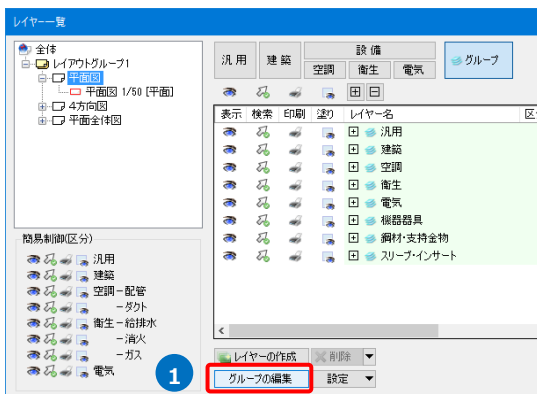 レイヤー一覧
全体
レイアウトグループ1
平面図
平面図 1/50 [平面]
4方向図
平面全体図
簡易制御(区分)
汎用
建築
空調－配管
－ダクト
衛生－給排水
－消火
－ガス
電気
汎用 建築 設備 グループ
空調 衛生 電気
表示 検索 印刷 塗り レイヤー名 区
汎用
建築
空調
衛生
電気
機器器具
鋼材・支持金物
スリーブ・インサート
レイヤーの作成 削除
1 グループの編集 設定